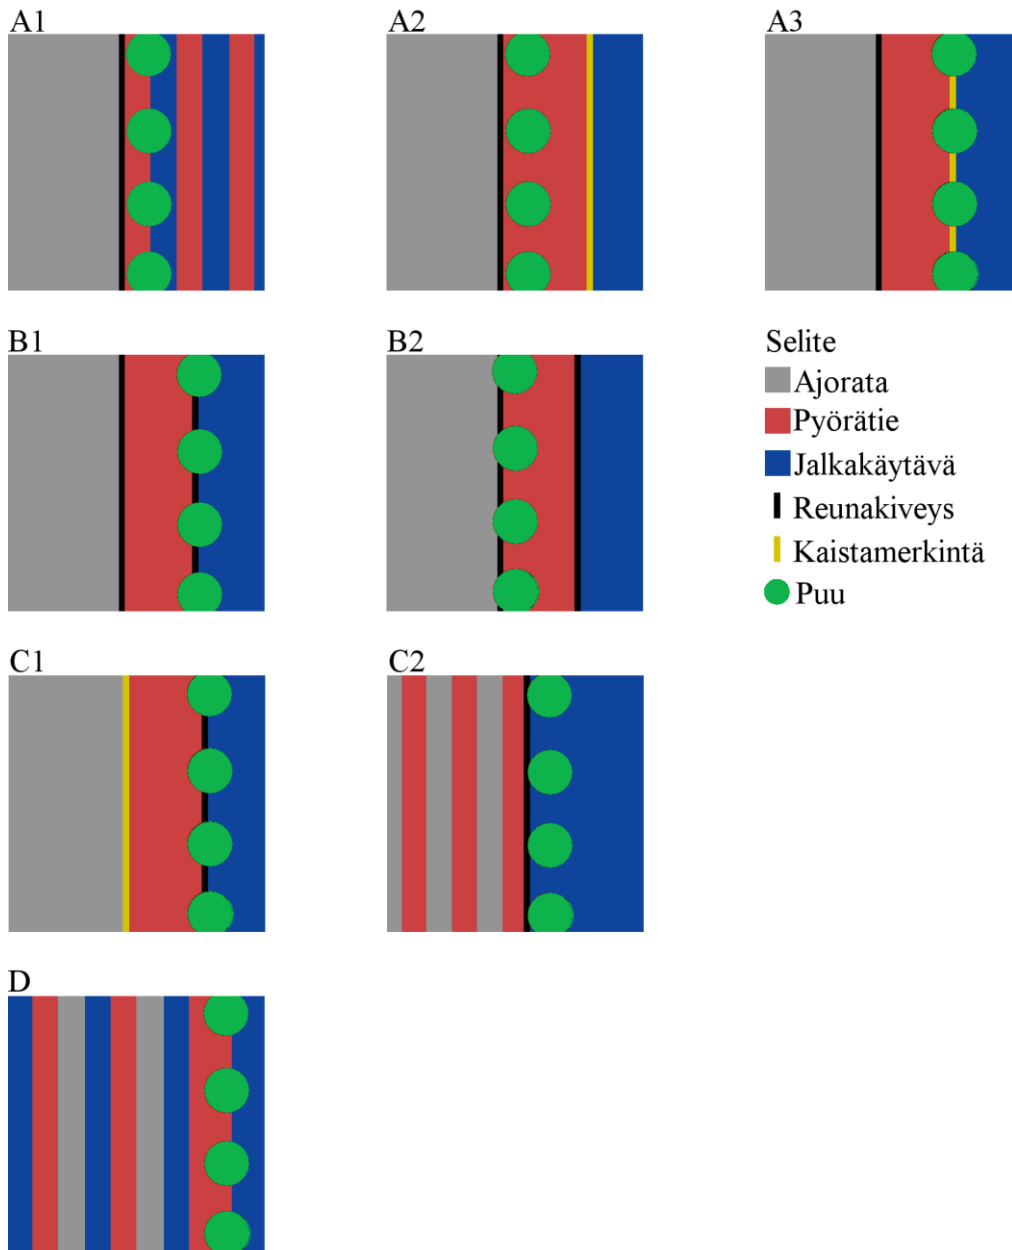 A1
A2
A3
B1
B2
Selite
Ajorata
Pyörätie
Jalkakäytävä
Reunakiveys
Kaistamerkintä
Puu
C1
C2
D